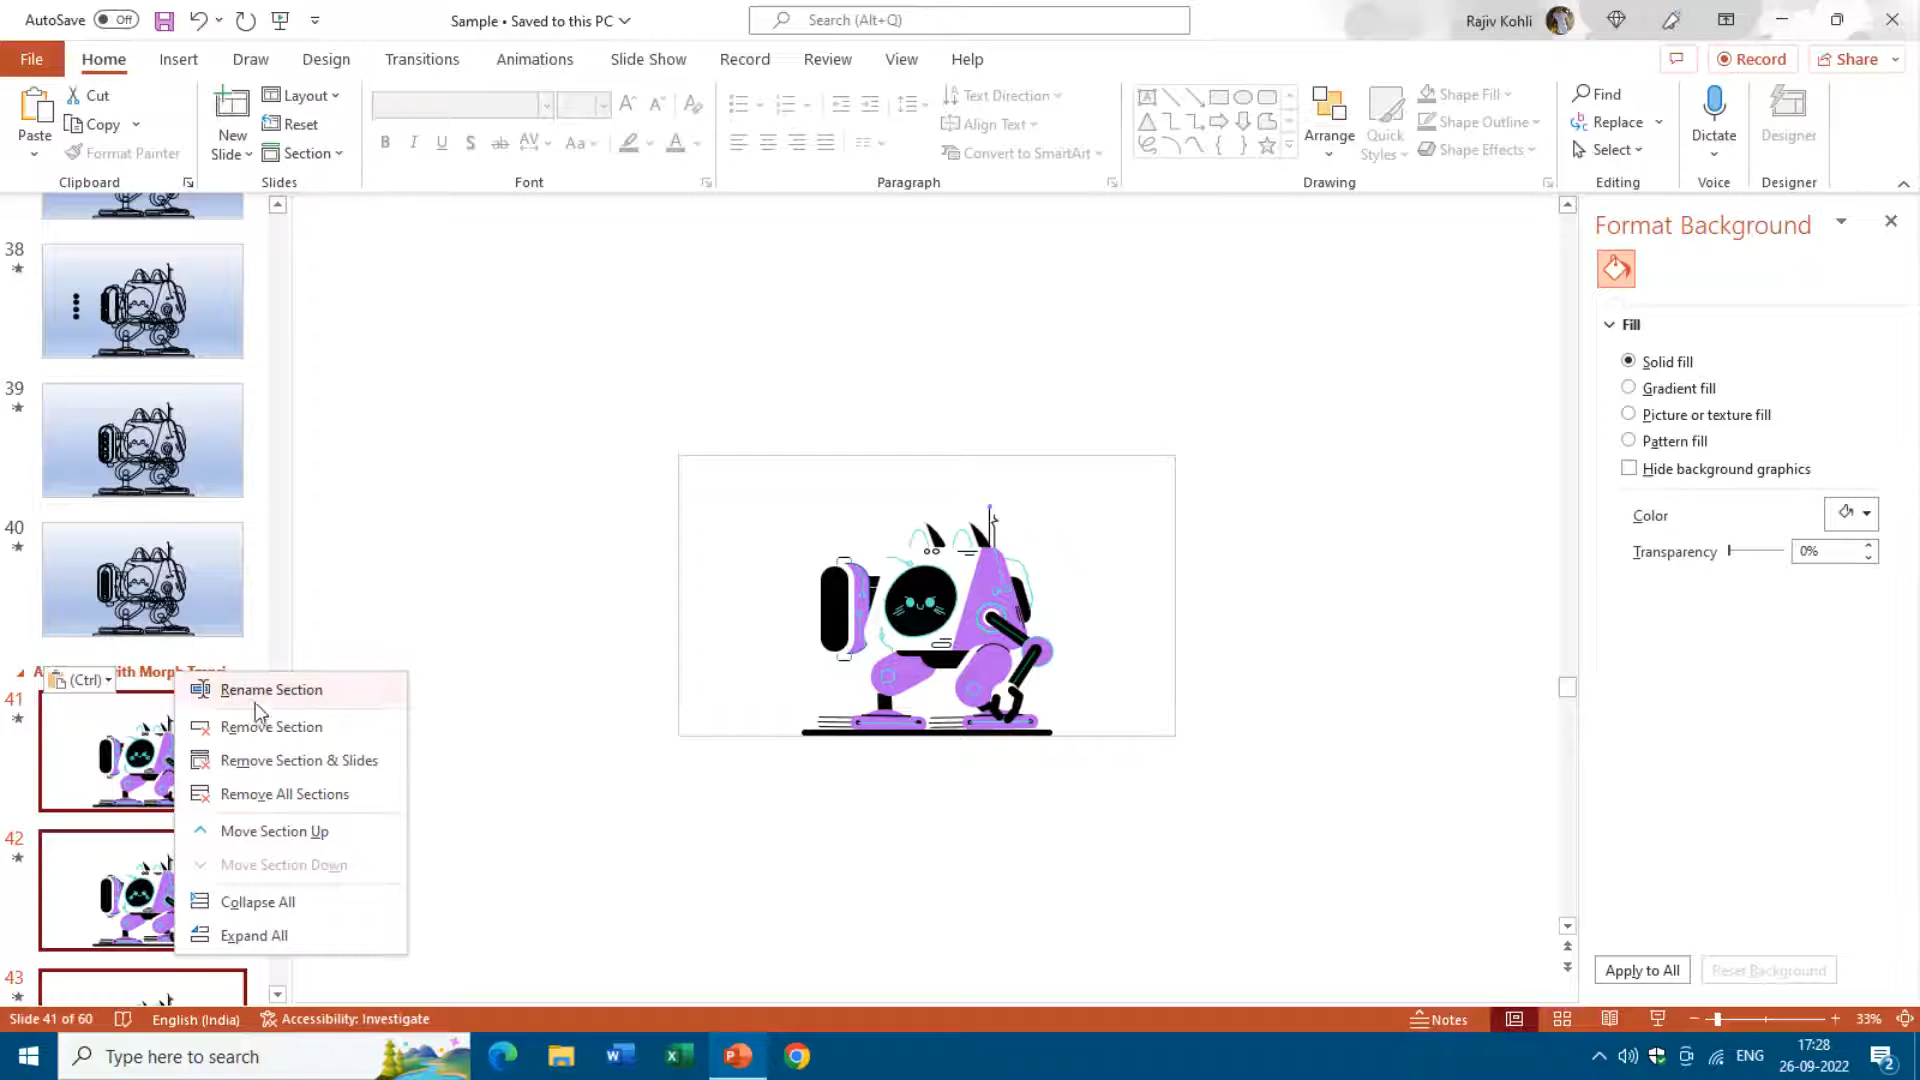 AutoSave Off
Sample • Saved to this PC
Search (Alt+Q)
Rajiv Kohli
File Home Insert Draw Design Transitions Animations Slide Show Record Review View Help
Record Share
Paste Cut Copy Format Painter
Clipboard
New Slide Layout Reset Section
Slides
B I U S ab AV Aa A
Font
Text Direction
Align Text
Convert to SmartArt
Paragraph
Arrange Quick Styles
Shape Fill
Shape Outline
Shape Effects
Drawing
Find
Replace
Select
Editing
Dictate
Voice
Designer
Designer
38
39
40
ith Morph
(Ctrl)
41
42
43
Rename Section
Remove Section
Remove Section & Slides
Remove All Sections
Move Section Up
Move Section Down
Collapse All
Expand All
Format Background
Fill
Solid fill
Gradient fill
Picture or texture fill
Pattern fill
Hide background graphics
Color
Transparency 0%
Apply to All Reset Background
Slide 41 of 60 English (India) Accessibility: Investigate Notes 33%
Type here to search
ENG
17:28
26-09-2022
2